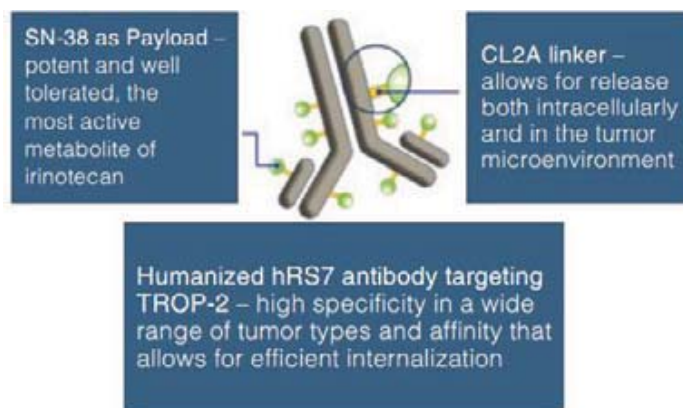 SN-38 as Payload –
potent and well
tolerated, the
most active
metabolite of
irinotecan
CL2A linker –
allows for release
both intracellularly
and in the tumor
microenvironment
Humanized hRS7 antibody targeting
TROP-2 – high specificity in a wide
range of tumor types and affinity that
allows for efficient internalization